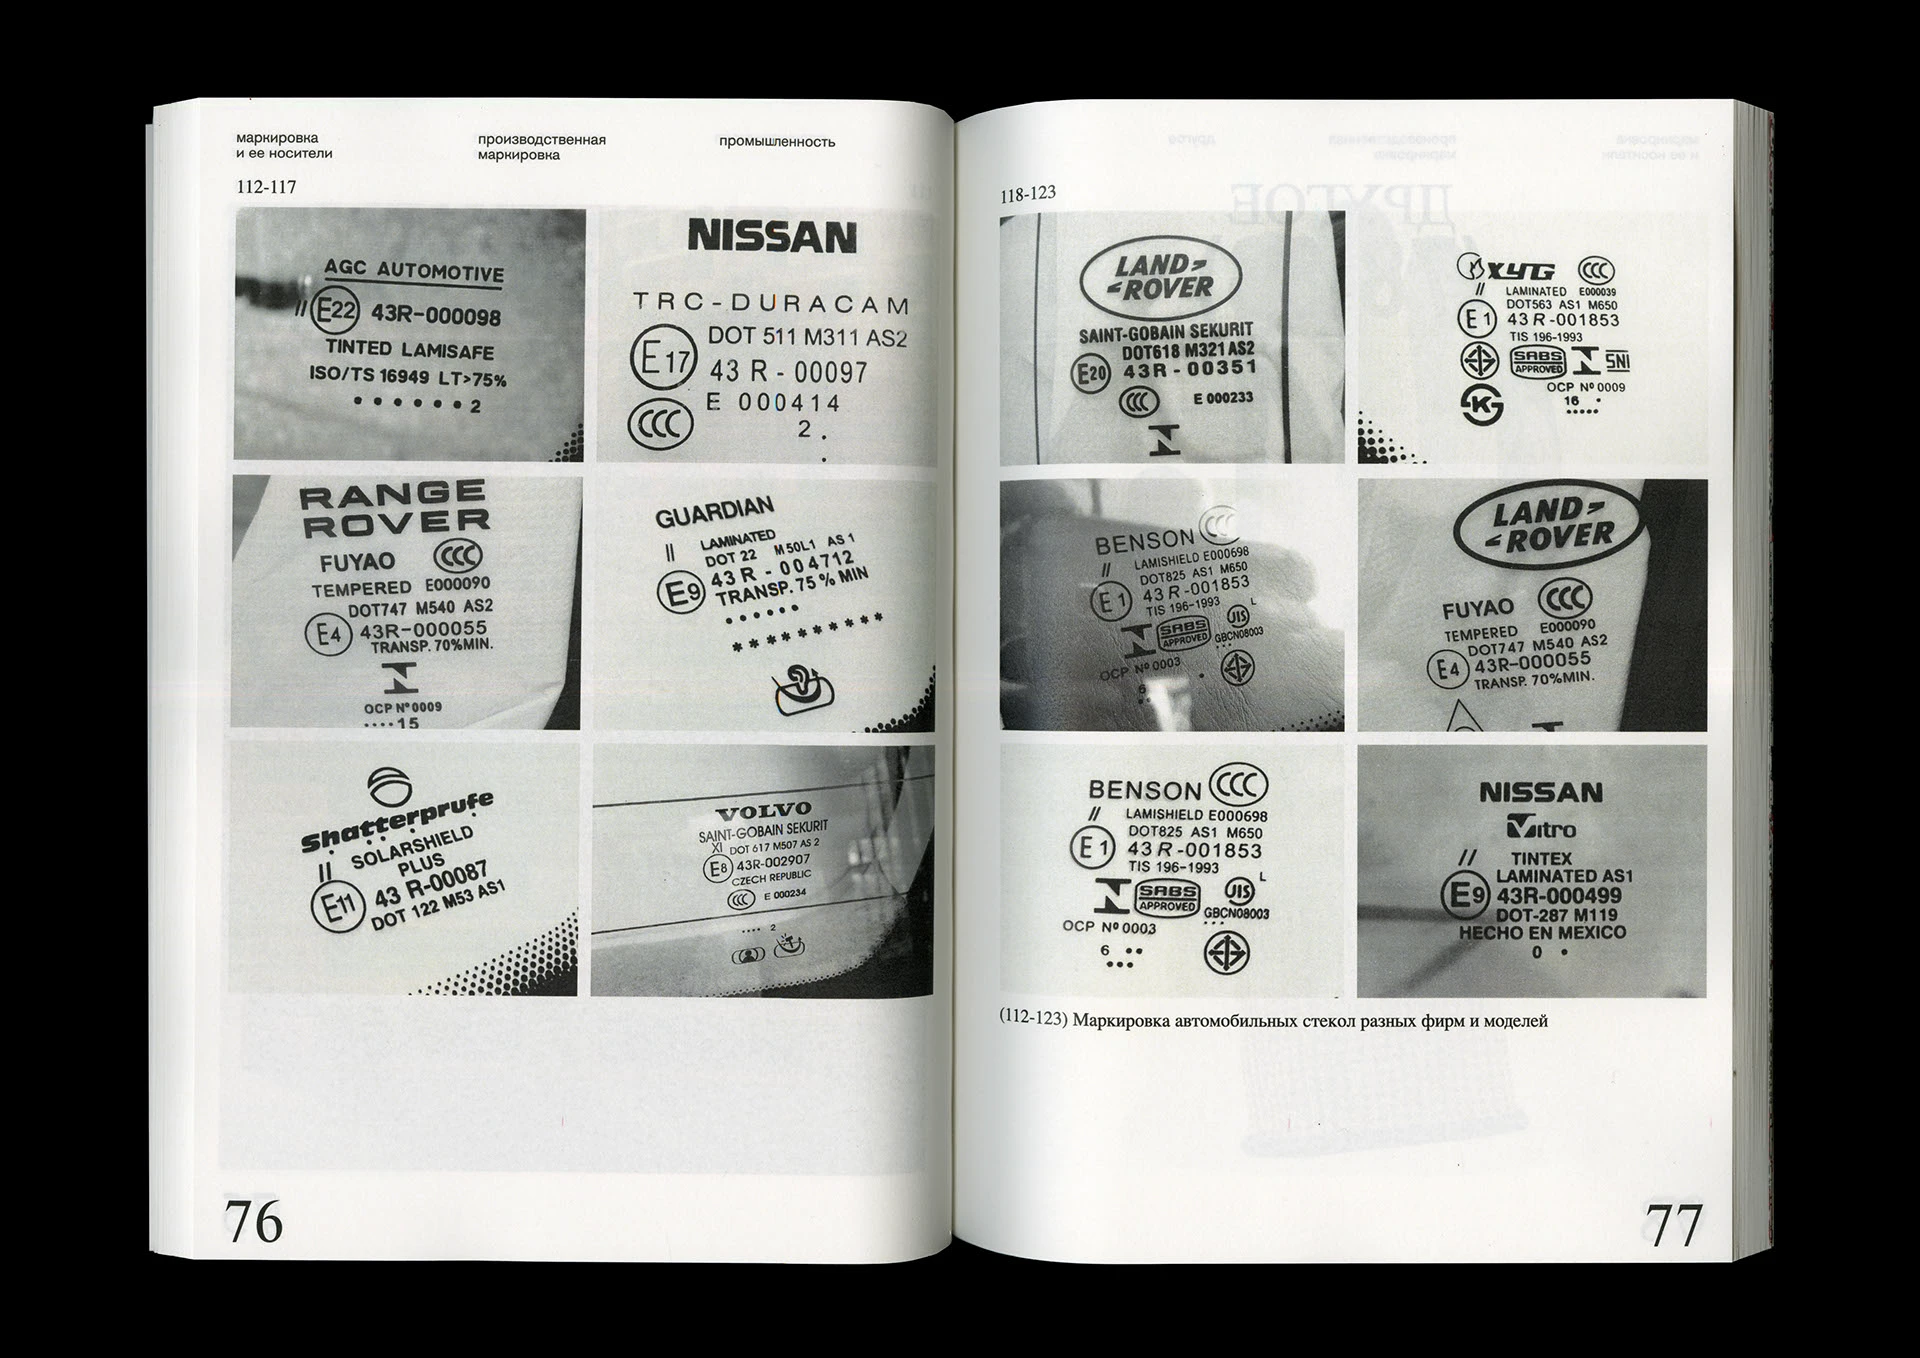 маркировка
и ее носители
производственная
маркировка
промышленность
112-117
AGC AUTOMOTIVE
// E22 43R-000098
TINTED LAMISAFE
ISO/TS 16949 LT>75%
• • • • • • 2
NISSAN
TRC-DURACAM
DOT 511 M311 AS2
E17 43 R - 00097
CCC E 000414
2 .
RANGE
ROVER
FUYAO CCC
TEMPERED E000090
DOT747 M540 AS2
E4 43R-000055
TRANSP. 70%MIN.
OCP Nº0009
····15
GUARDIAN
// LAMINATED
DOT 22 M50L1 AS1
E9 43 R - 004712
TRANSP. 75% MIN
• • • • •
* * * * * * * * * *
Shatterprufe
SOLARSHIELD
// PLUS
E11 43 R-00087
DOT 122 M53 AS1
VOLVO
SAINT-GOBAIN SEKURIT
XI DOT 617 M507 AS 2
E8 43R-002907
CZECH REPUBLIC
CCC E 000234
···· 2
76
118-123
LAND-
ROVER
SAINT-GOBAIN SEKURIT
DOT618 M321 AS2
E20 43R-00351
CCC E 000233
XYG CCC
// LAMINATED E000039
DOT563 AS1 M650
E1 43 R-001853
TIS 196-1993
SABS
APPROVED
SNI
OCP Nº0009
16 •
•••••
BENSON CCC
LAMISHIELD E000698
// DOT825 AS1 M650
E1 43 R-001853
TIS 196-1993
SABS
APPROVED
JIS L
GBCN08003
OCP Nº0003
6
LAND-
ROVER
FUYAO CCC
TEMPERED E000090
DOT747 M540 AS2
E4 43R-000055
TRANSP. 70%MIN.
BENSON CCC
// LAMISHIELD E000698
DOT825 AS1 M650
E1 43 R-001853
TIS 196-1993
SABS
APPROVED
JIS L
GBCN08003
OCP Nº0003
6 ••
•••
NISSAN
Vitro
// TINTEX
LAMINATED AS1
E9 43R-000499
DOT-287 M119
HECHO EN MEXICO
0 •
(112-123) Маркировка автомобильных стекол разных фирм и моделей
77